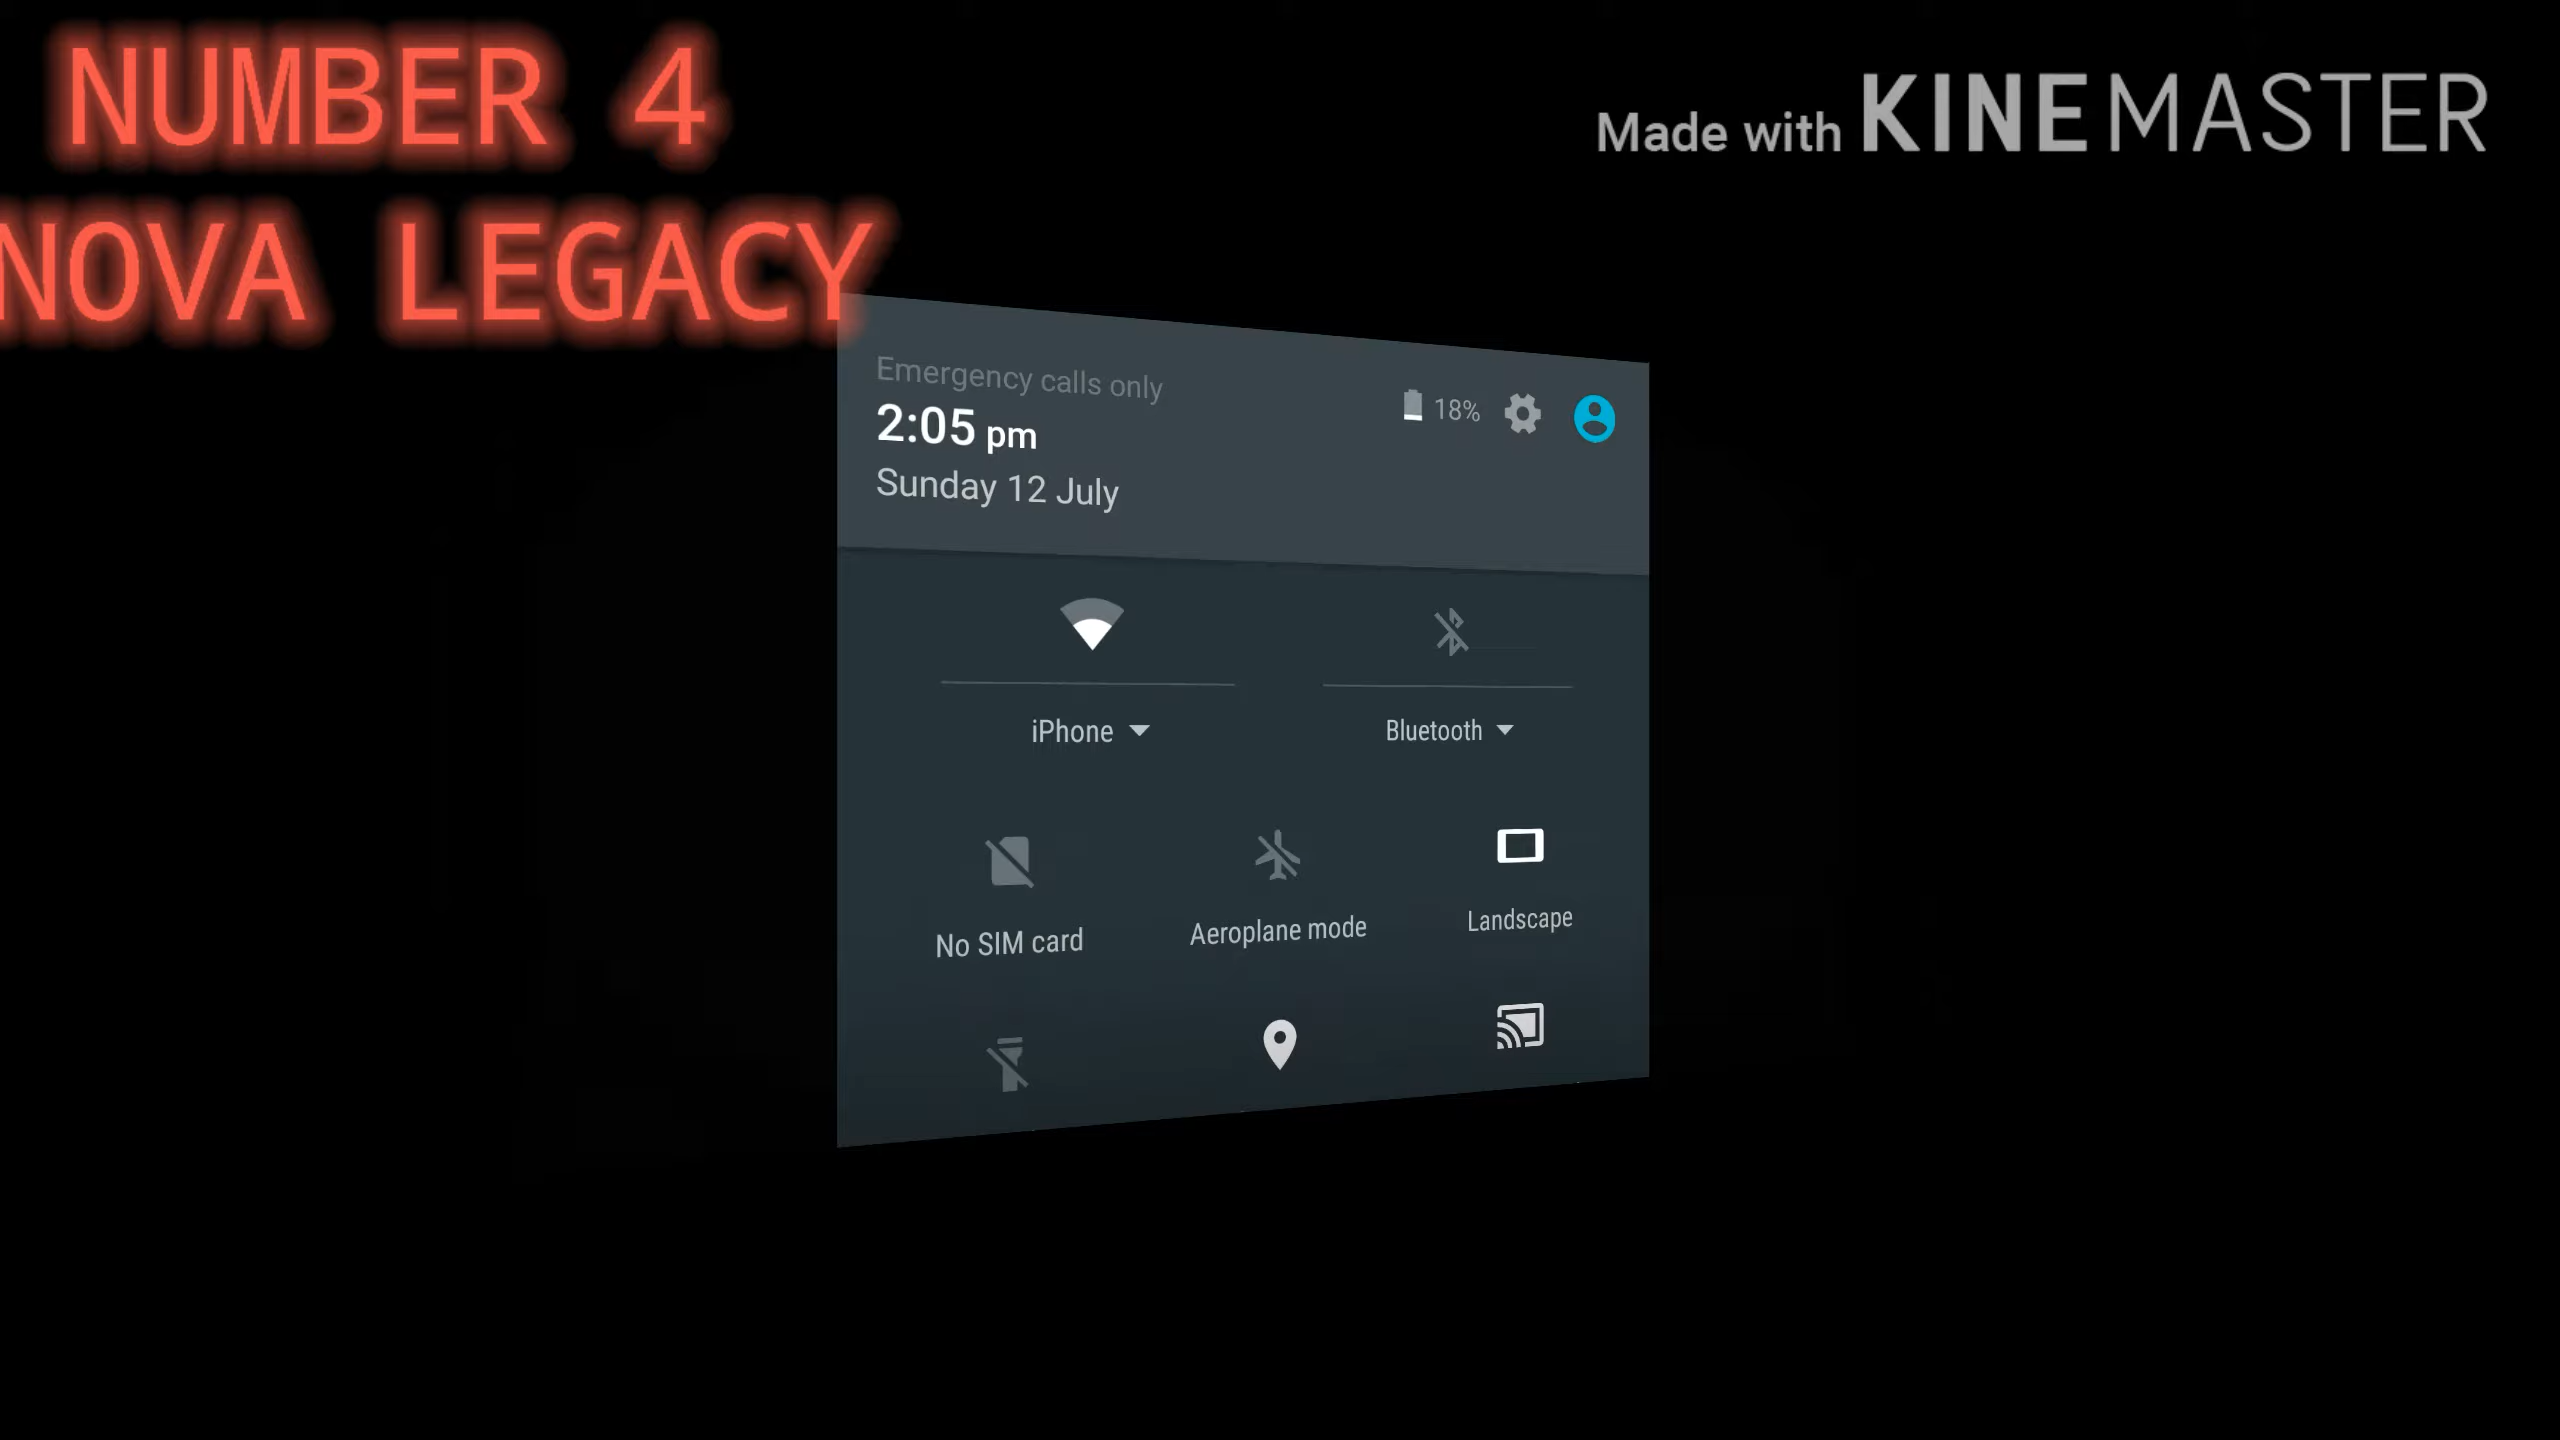 NUMBER 4
NOVA LEGACY
Made with KINEMASTER
Emergency calls only
2:05 pm
18%
Sunday 12 July
iPhone
Bluetooth
No SIM card
Aeroplane mode
Landscape